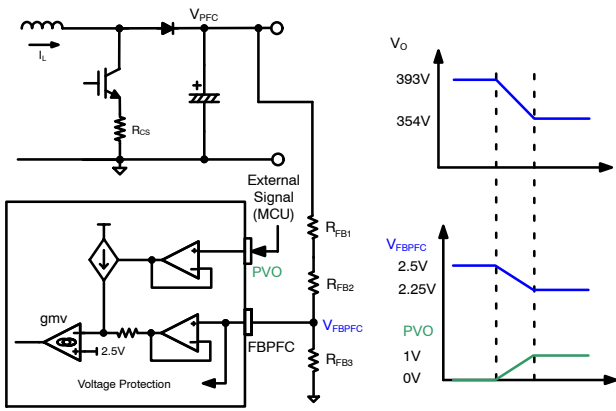 VPFC
IL
RCS
External
Signal
(MCU)
PVO
gmv
2.5V
FBPFC
Voltage Protection
RFB1
RFB2
VFBPFC
RFB3
VO
393V
354V
VFBPFC
2.5V
2.25V
PVO
1V
0V